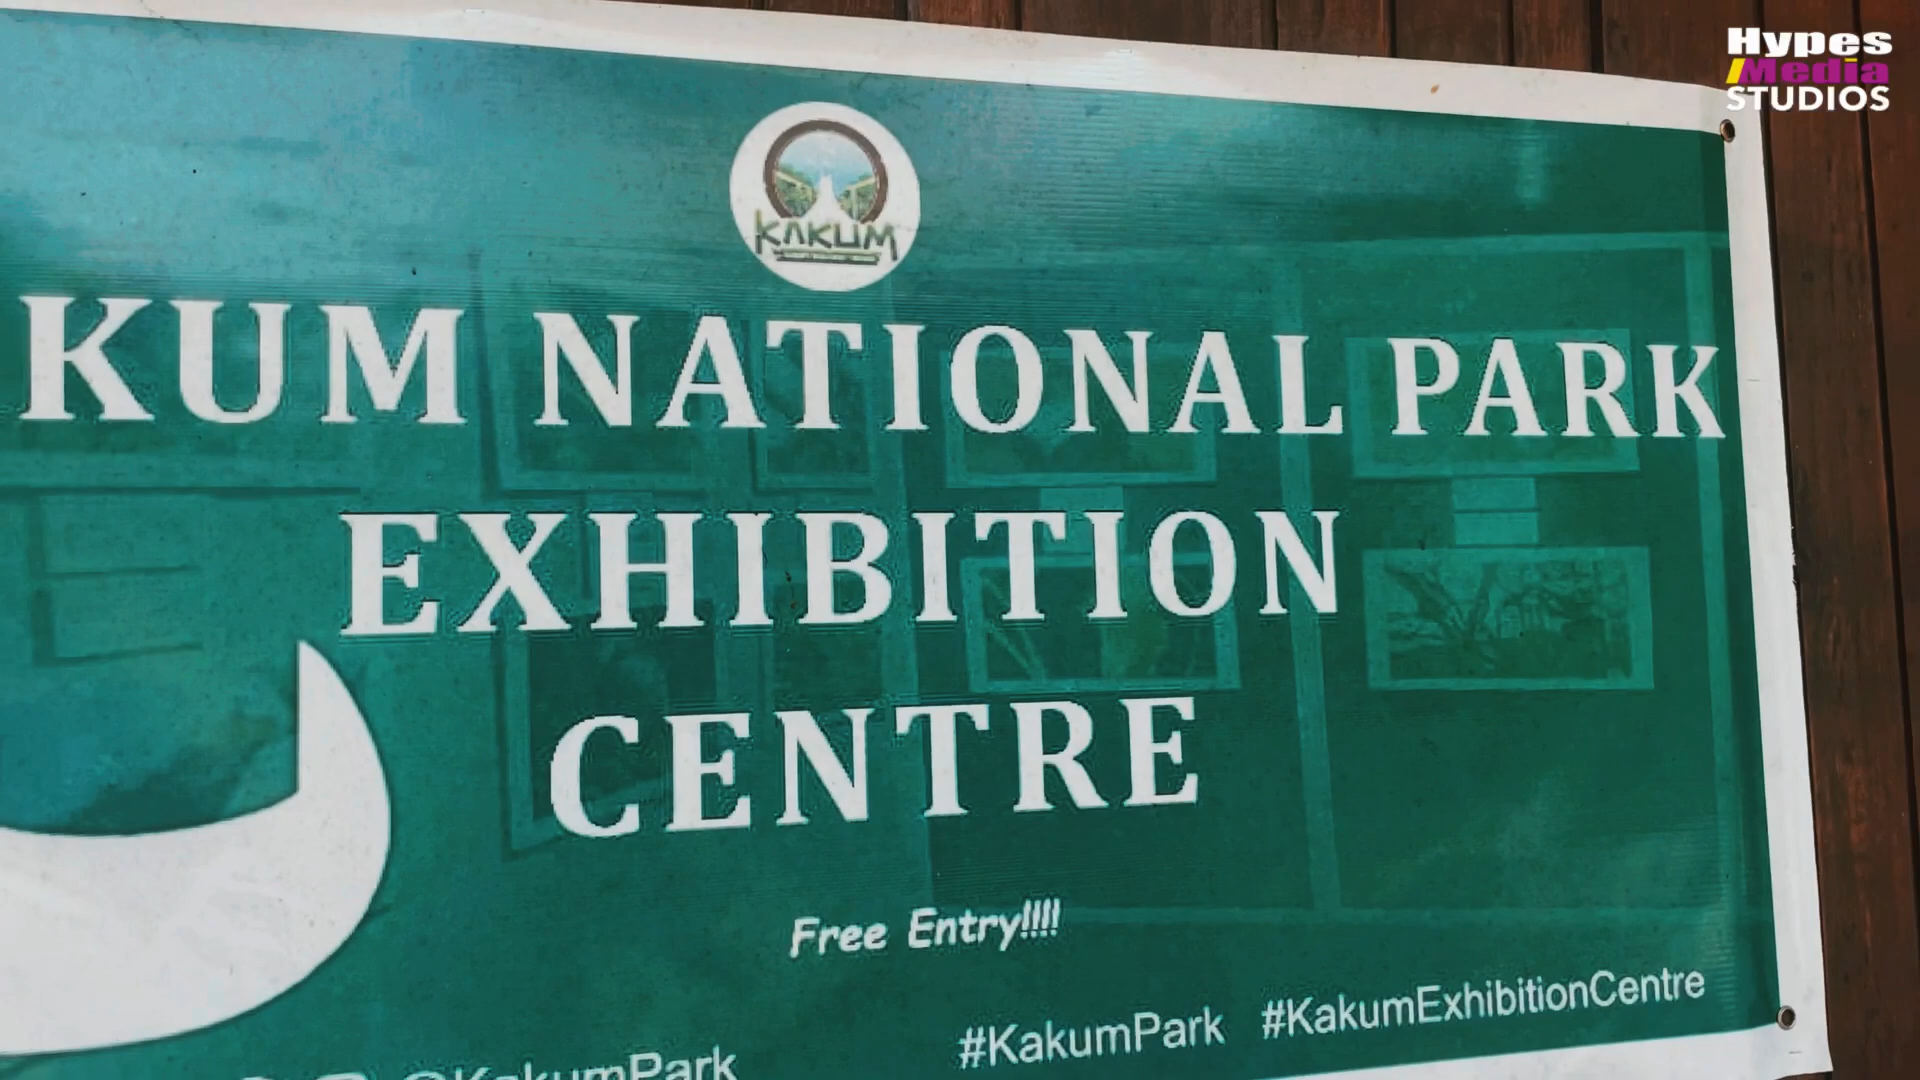 Hypes
Media
STUDIOS
KAKUM
KUM NATIONAL PARK
EXHIBITION
CENTRE
Free Entry!!!!
#KakumPark #KakumExhibitionCentre
@KakumPark